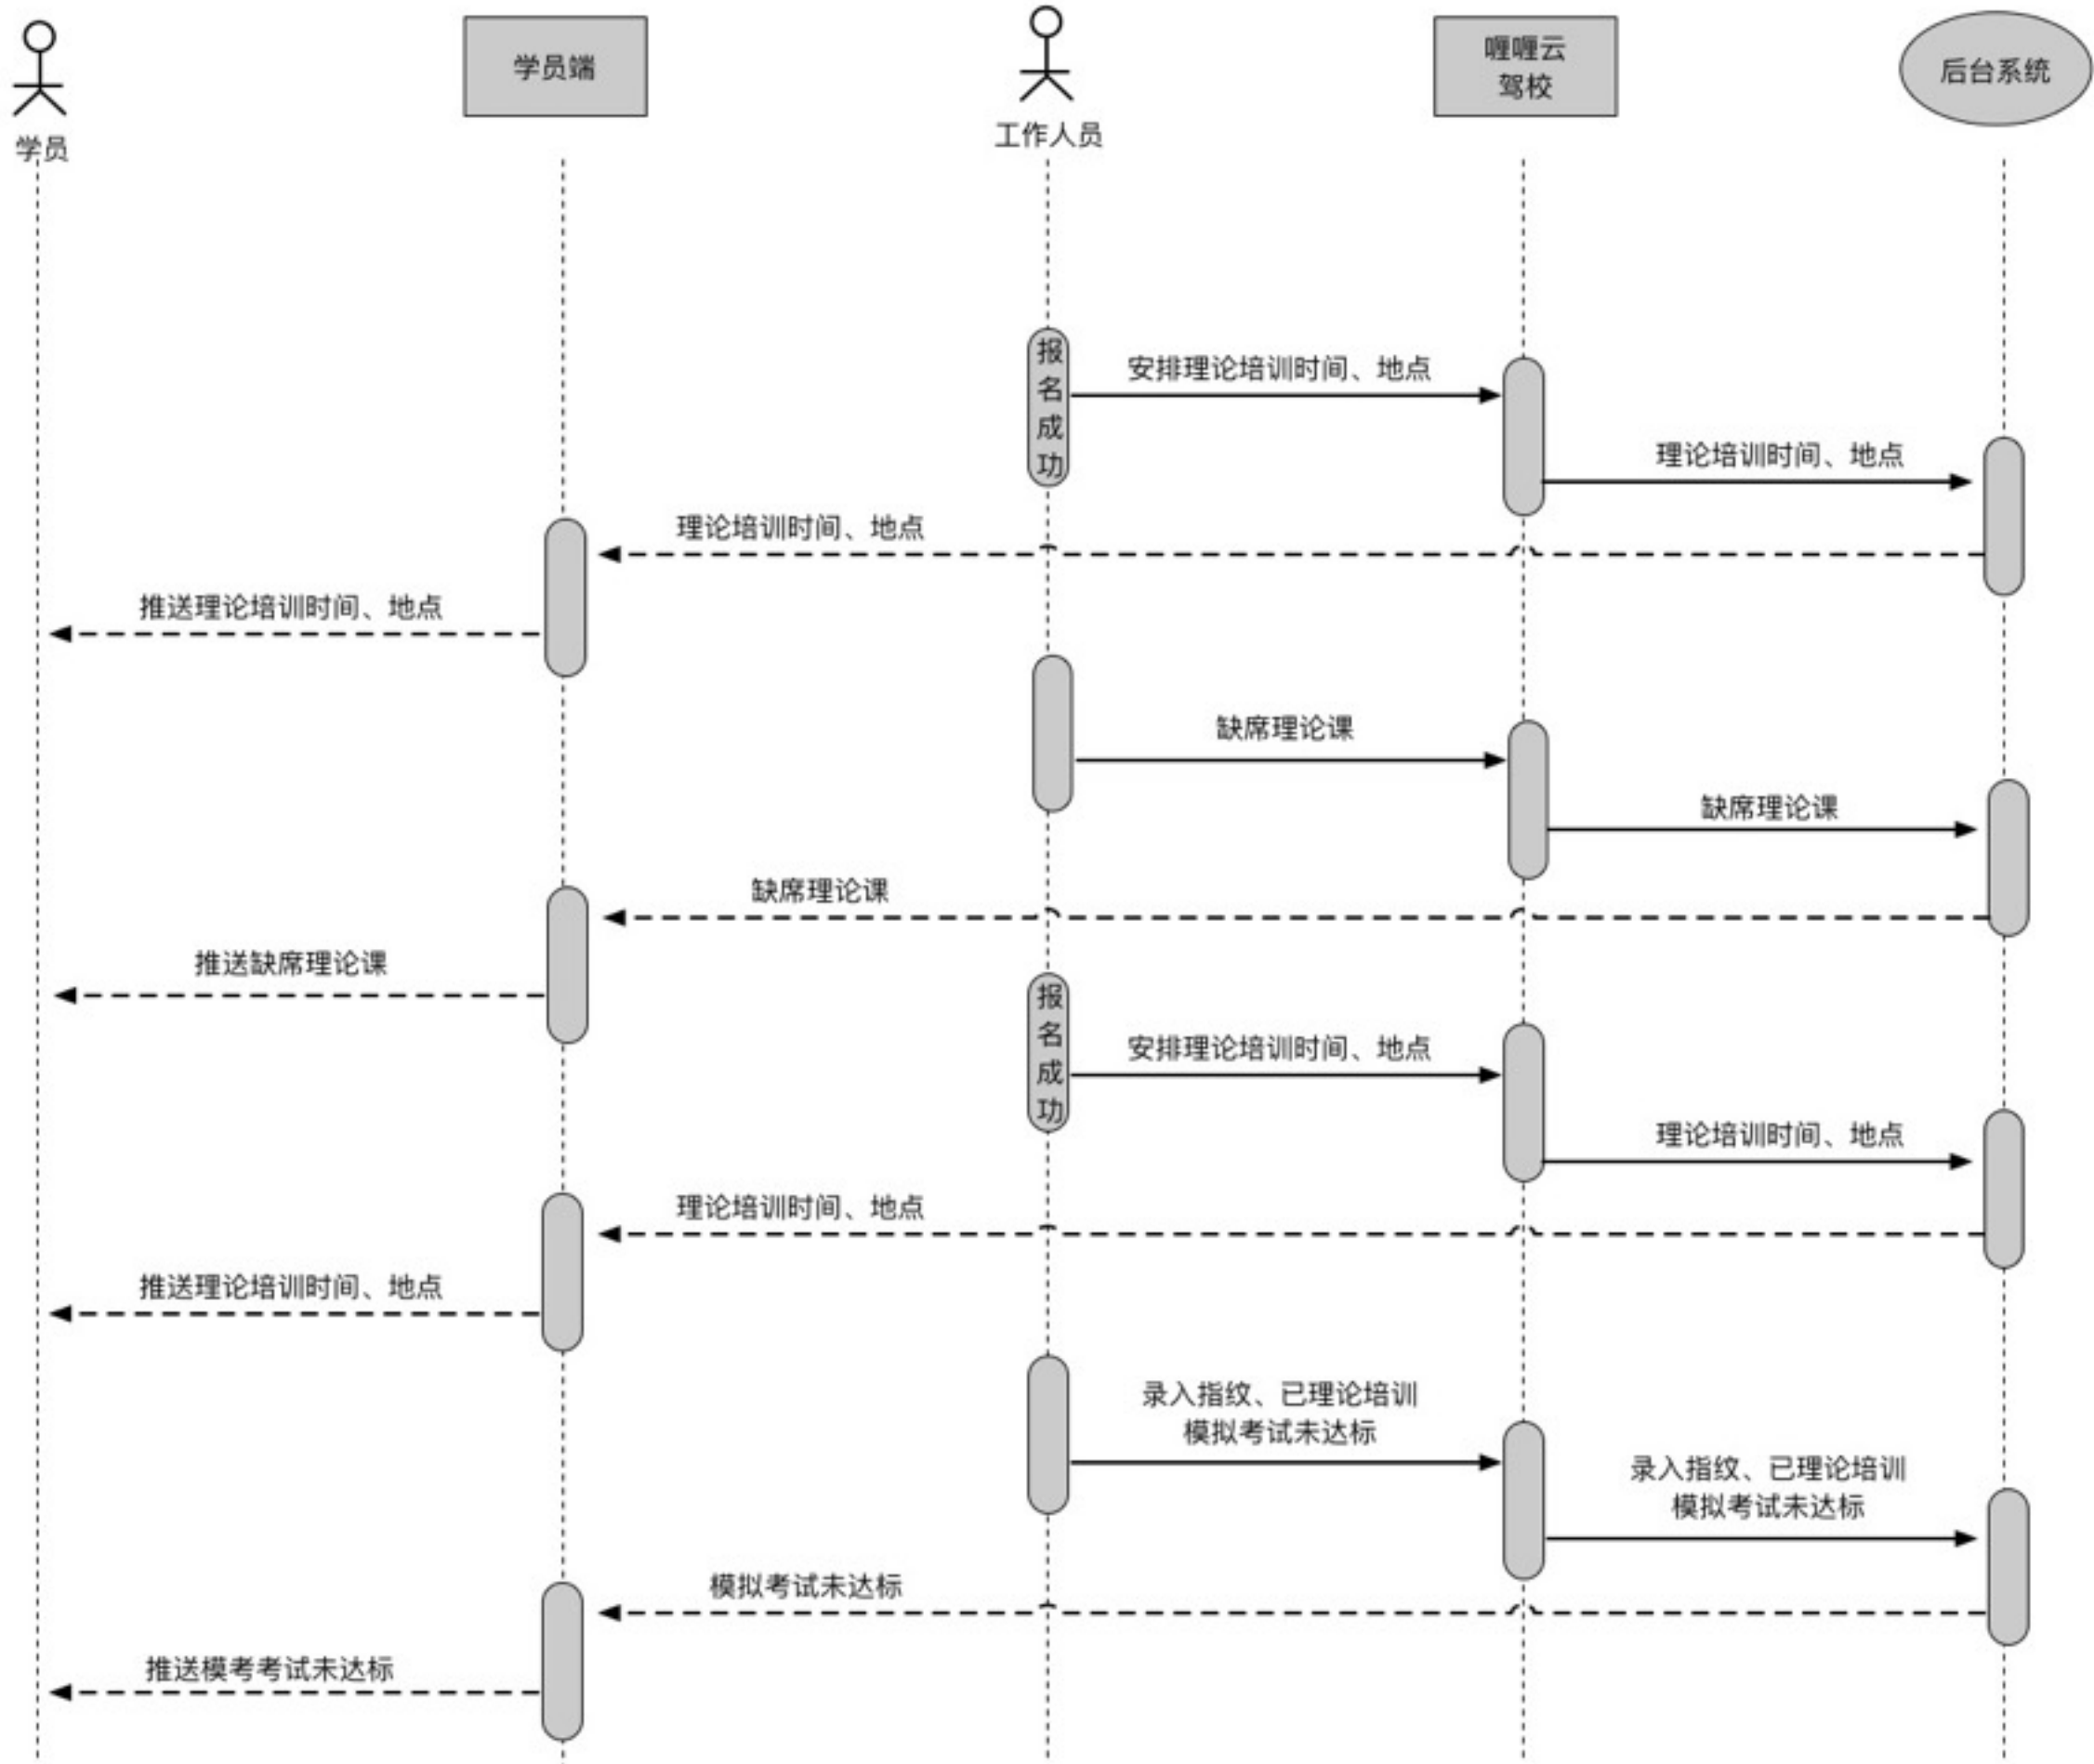 学员
学员端
工作人员
喱喱云
驾校
后台系统
报
名
成
功
安排理论培训时间、地点
理论培训时间、地点
理论培训时间、地点
推送理论培训时间、地点
缺席理论课
缺席理论课
缺席理论课
推送缺席理论课
报
名
成
功
安排理论培训时间、地点
理论培训时间、地点
理论培训时间、地点
推送理论培训时间、地点
录入指纹、已理论培训
模拟考试未达标
录入指纹、已理论培训
模拟考试未达标
模拟考试未达标
推送模考考试未达标